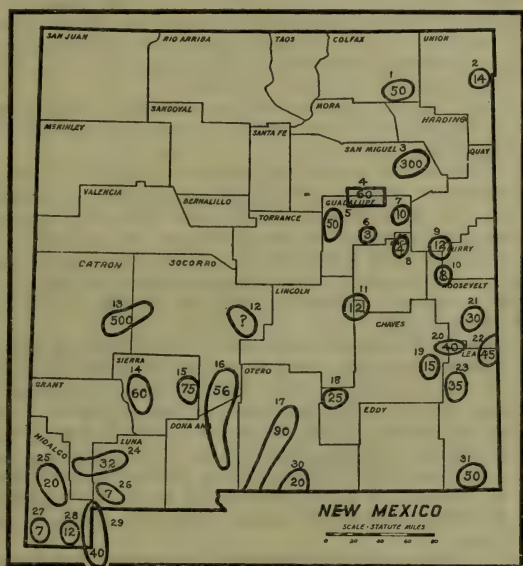 SAN JUAN
RIO ARRIBA
TAOS
COLFAX
UNION
2
14
1
50
SANDOVAL
MORA
HARDING
McKINLEY
SANTA FE
SAN MIGUEL
3
300
QUAY
4
60
VALENCIA
BERNALILLO
GUADALUPE
7
10
TORRANCE
50
5
6
3
4
8
9
12
CURRY
CATRON
SOCORRO
8
10
ROOSEVELT
LINCOLN
13
500
12
?
11
12
CHAVES
21
30
20
40
22
LEA
45
SIERRA
GRANT
14
60
15
75
16
56
OTERO
19
15
23
35
18
25
DONA ANA
EDDY
HIDALGO
LUNA
24
32
17
90
25
20
26
7
30
20
31
50
27
7
28
12
29
40
NEW MEXICO
SCALE-STATUTE MILES
0 20 40 60 80